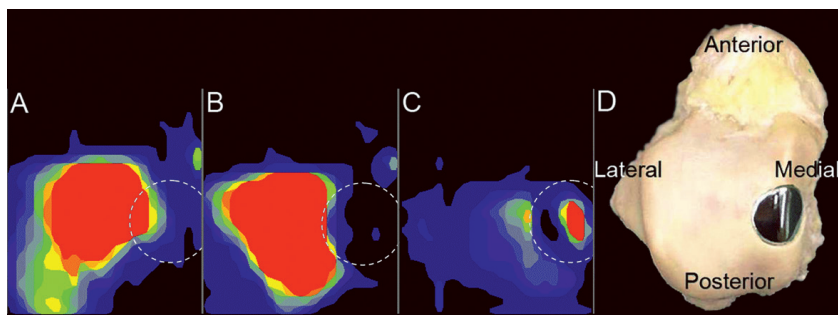 A
B
C
D
Anterior
Lateral
Medial
Posterior